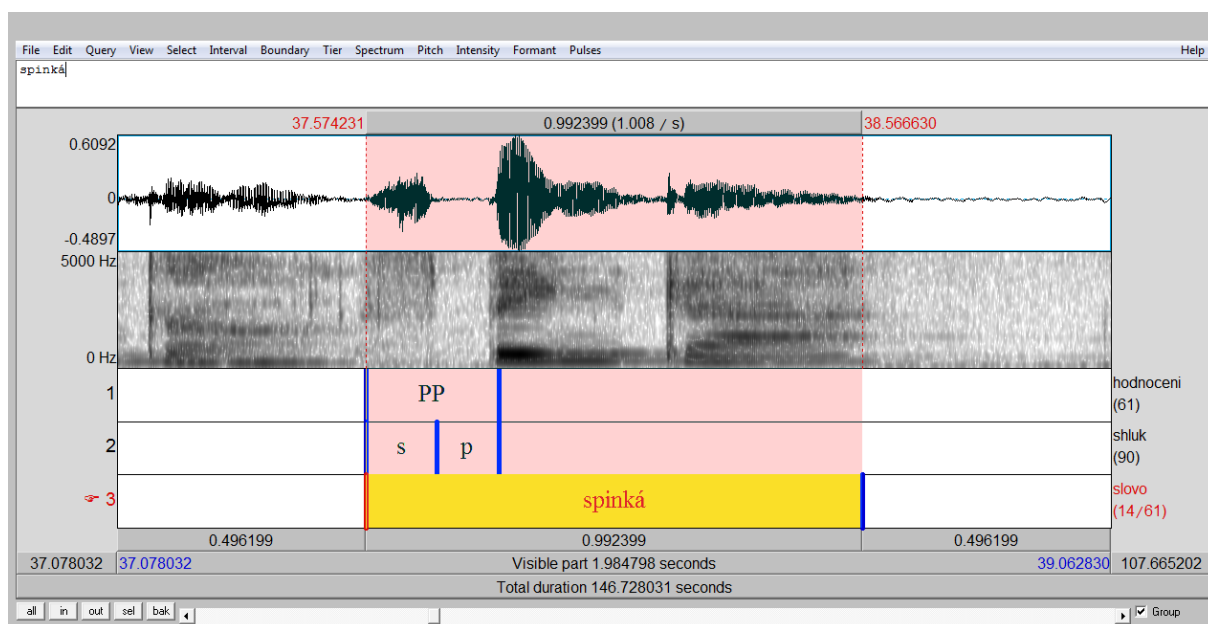 File Edit Query View Select Interval Boundary Tier Spectrum Pitch Intensity Formant Pulses Help
spinká
37.574231 0.992399 (1.008 / s) 38.566630
0.6092
0
-0.4897
5000 Hz
0 Hz
1 PP hodnoceni
(61)
2 s p shluk
(90)
☞ 3 spinká slovo
(14/61)
0.496199 0.992399 0.496199
37.078032 37.078032 Visible part 1.984798 seconds 39.062830 107.665202
Total duration 146.728031 seconds
all in out sel bak Group